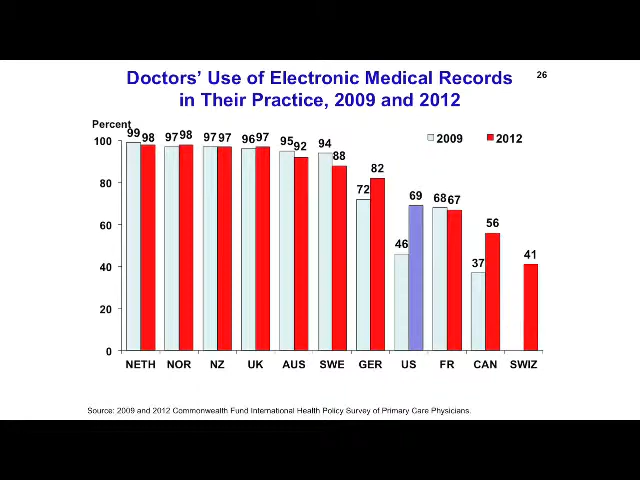 Doctors’ Use of Electronic Medical Records
in Their Practice, 2009 and 2012
26
Percent
2009 2012
100
80
60
40
20
0
99 98 97 98 97 97 96 97 95 92 94 88 72 82 46 69 68 67 37 56 41
NETH NOR NZ UK AUS SWE GER US FR CAN SWIZ
Source: 2009 and 2012 Commonwealth Fund International Health Policy Survey of Primary Care Physicians.